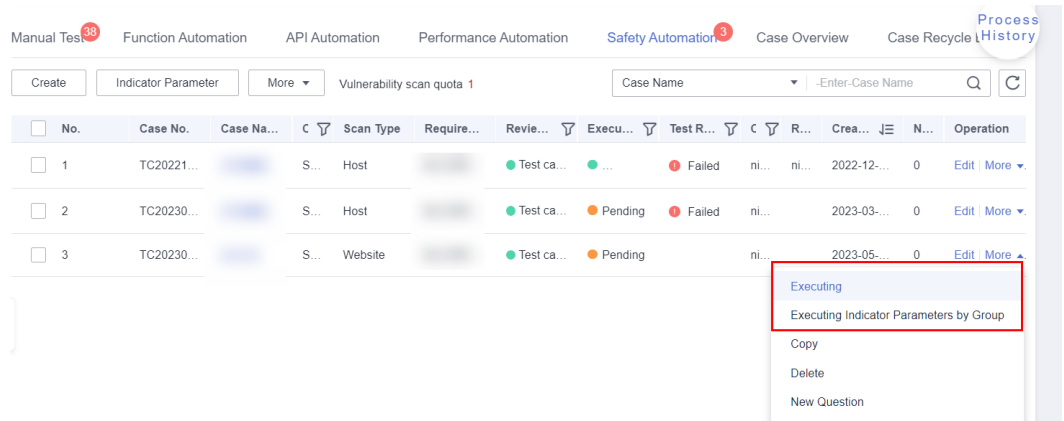 Process
History
Manual Test 38 Function Automation API Automation Performance Automation Safety Automation 3 Case Overview Case Recycle
Create Indicator Parameter More Vulnerability scan quota 1 Case Name -Enter-Case Name
No. Case No. Case Na... C Scan Type Require... Revie... Execu... Test R... C R... Crea... N... Operation
1 TC20221... S... Host Test ca... ... Failed ni... ni... 2022-12-... 0 Edit More
2 TC20230... S... Host Test ca... Pending Failed ni... 2023-03-... 0 Edit More
3 TC20230... S... Website Test ca... Pending ni... 2023-05-... 0 Edit More
Executing
Executing Indicator Parameters by Group
Copy
Delete
New Question